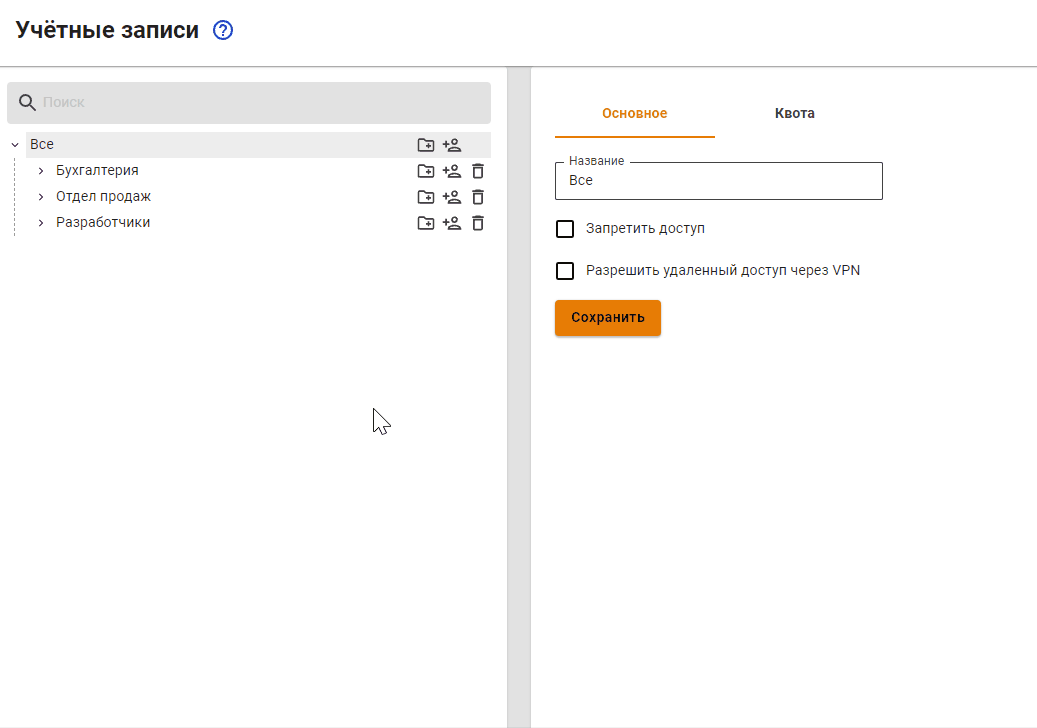 Учётные записи
Поиск
Все
Бухгалтерия
Отдел продаж
Разработчики
Основное
Квота
Название
Все
Запретить доступ
Разрешить удаленный доступ через VPN
Сохранить